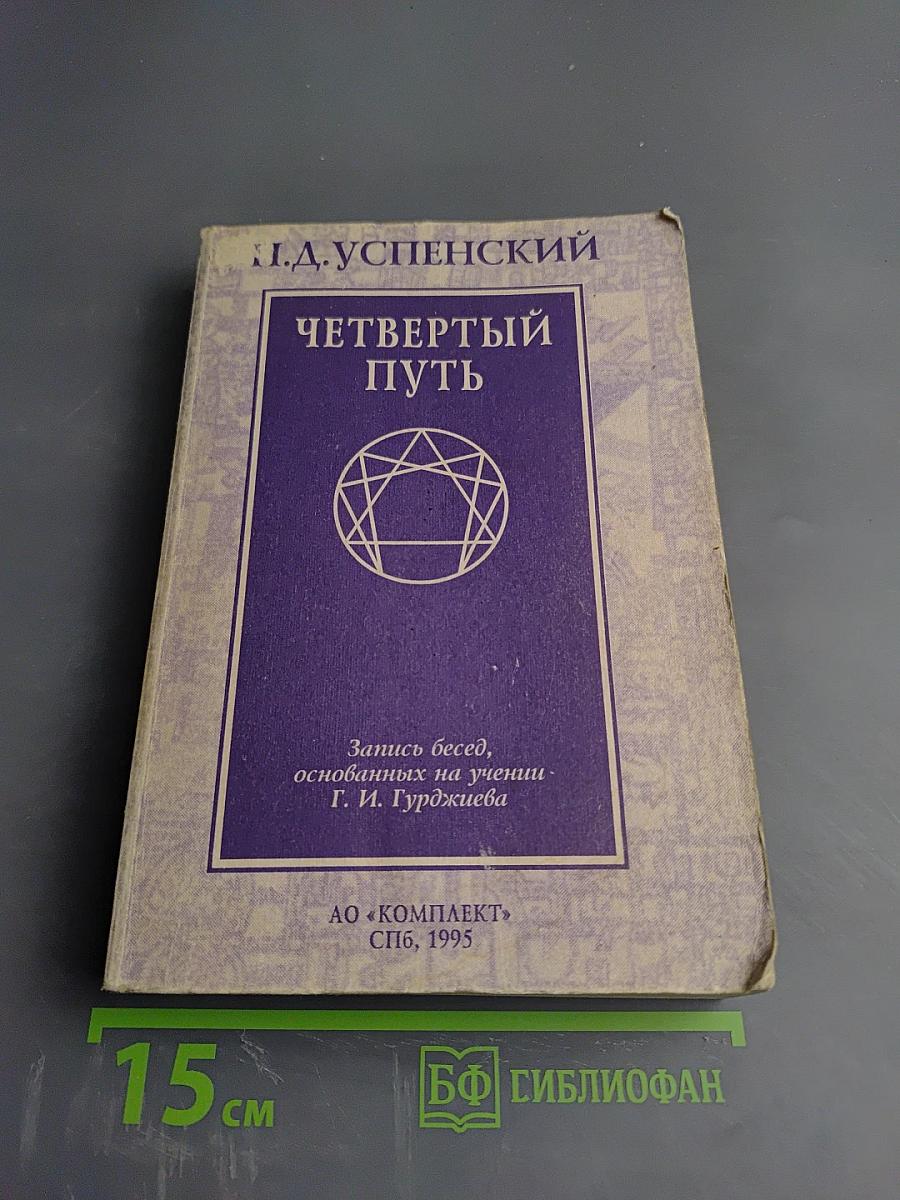 П.Д.УСПЕНСКИЙ
ЧЕТВЕРТЫЙ
ПУТЬ
Запись бесед,
основанных на учении
Г. И. Гурджиева
АО «КОМПЛЕКТ»
СПб, 1995
15 см
БФ БИБЛИОФАН